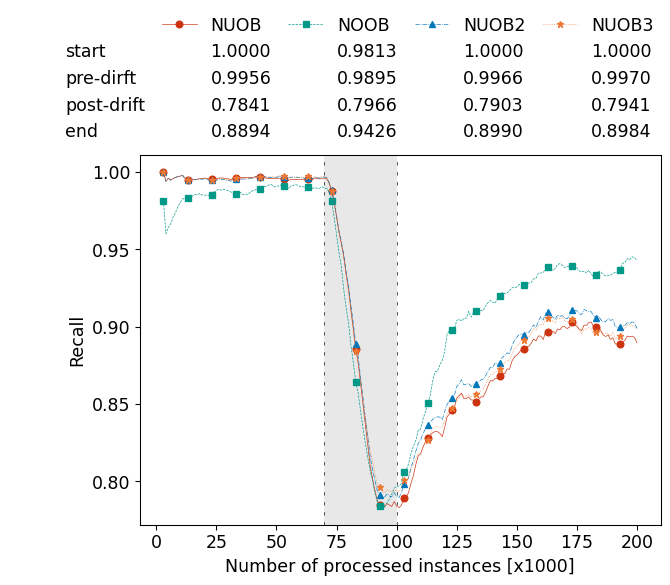 NUOB NOOB NUOB2 NUOB3
start 1.0000 0.9813 1.0000 1.0000
pre-dirft 0.9956 0.9895 0.9966 0.9970
post-drift 0.7841 0.7966 0.7903 0.7941
end 0.8894 0.9426 0.8990 0.8984
1.00
0.95
0.90
0.85
0.80
Recall
0 25 50 75 100 125 150 175 200
Number of processed instances [x1000]